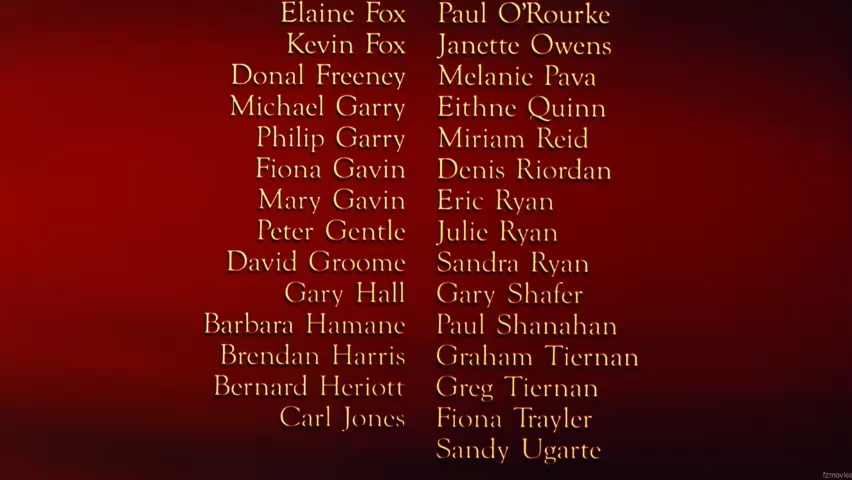 Elaine Fox Paul O'Rourke
Kevin Fox Janette Owens
Donal Freeney Melanie Pava
Michael Garry Eithne Quinn
Philip Garry Miriam Reid
Fiona Gavin Denis Riordan
Mary Gavin Eric Ryan
Peter Gentle Julie Ryan
David Groome Sandra Ryan
Gary Hall Gary Shafer
Barbara Hamane Paul Shanahan
Brendan Harris Graham Tiernan
Bernard Heriott Greg Tiernan
Carl Jones Fiona Trayler
Sandy Ugarte
fzmovies